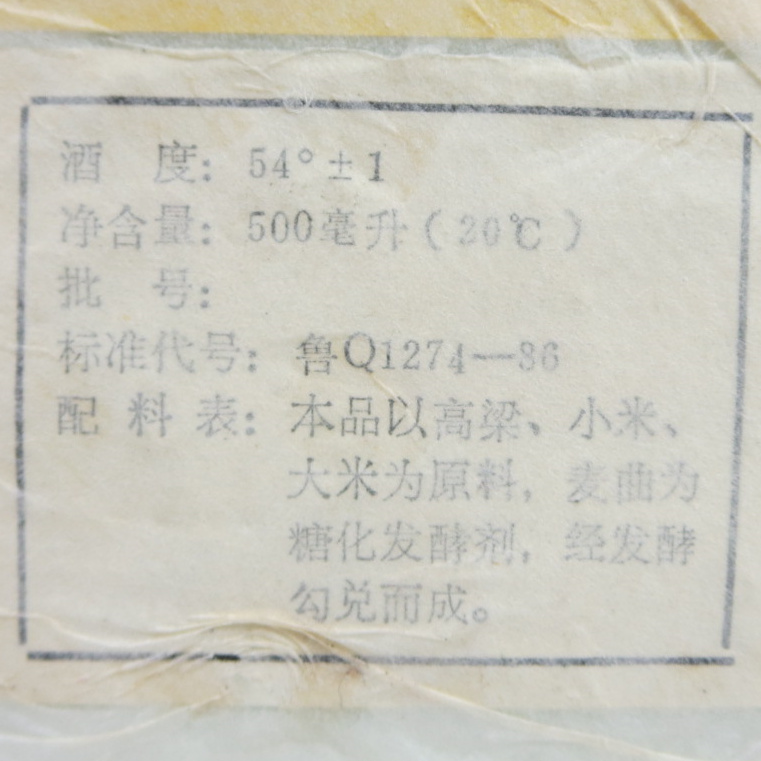 酒 度：54°±1
净含量：500毫升（20℃）
批 号：
标准代号：鲁Q1274—86
配 料 表：本品以高梁、小米、
大米为原料，麦曲为
糖化发酵剂，经发酵
勾兑而成。